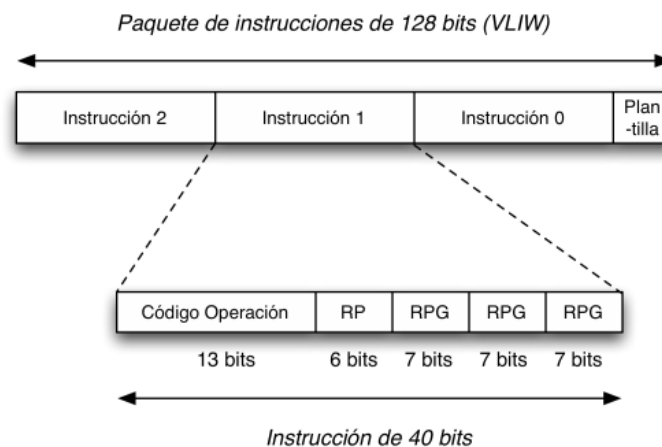 Paquete de instrucciones de 128 bits (VLIW)
Instrucción 2 Instrucción 1 Instrucción 0 Plan
-tilla
Código Operación RP RPG RPG RPG
13 bits 6 bits 7 bits 7 bits 7 bits
Instrucción de 40 bits